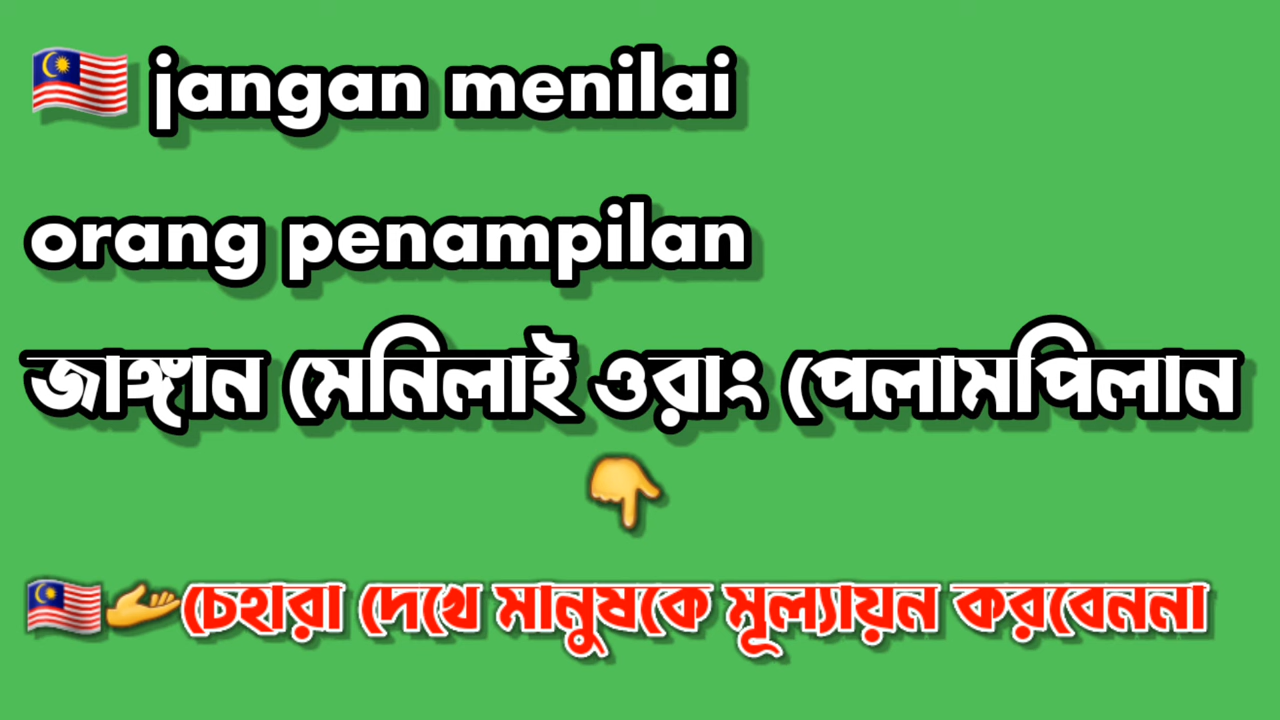 🇲🇾 jangan menilai
orang penampilan
জাঙ্গান মেনিলাই ওরাং পেলামপিলান
👇
🇲🇾🫴চেহারা দেখে মানুষকে মূল্যায়ন করবেননা